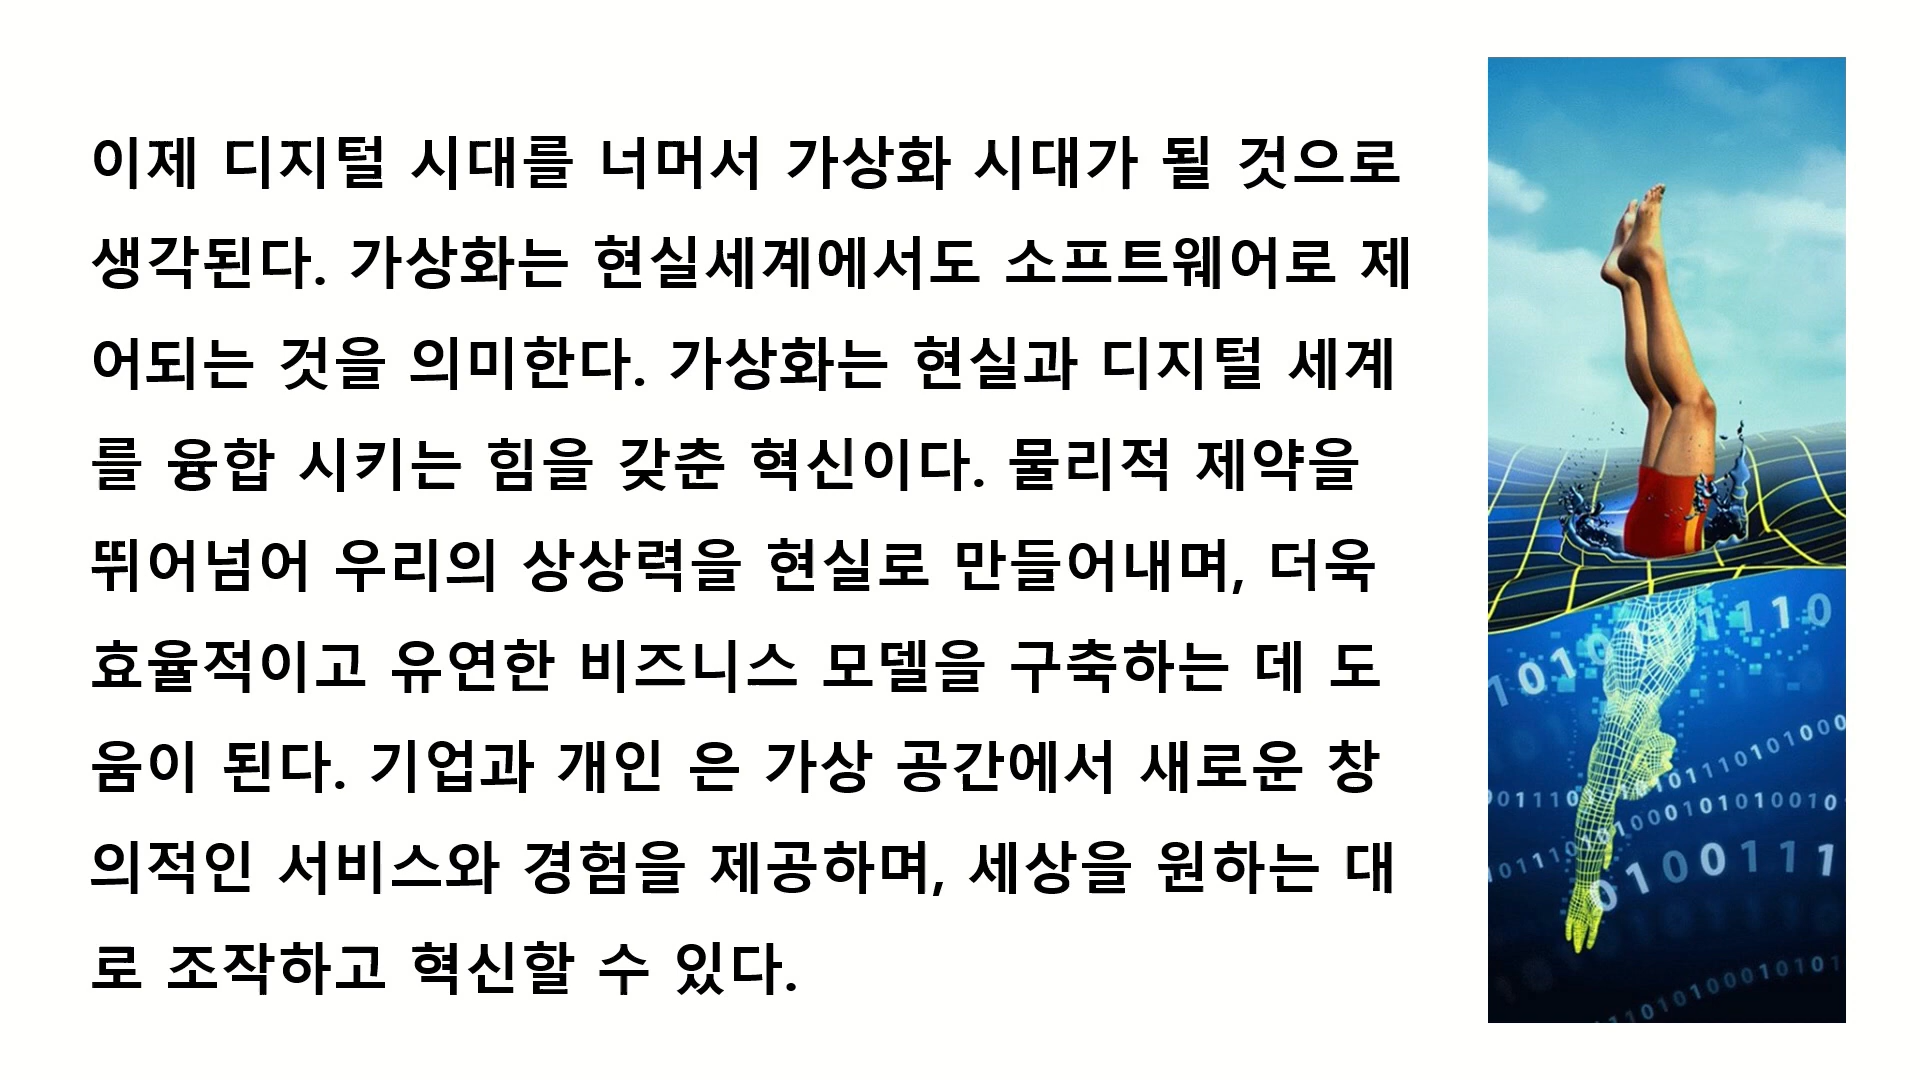 이제 디지털 시대를 너머서 가상화 시대가 될 것으로
생각된다. 가상화는 현실세계에서도 소프트웨어로 제
어되는 것을 의미한다. 가상화는 현실과 디지털 세계
를 융합 시키는 힘을 갖춘 혁신이다. 물리적 제약을
뛰어넘어 우리의 상상력을 현실로 만들어내며, 더욱
효율적이고 유연한 비즈니스 모델을 구축하는 데 도
움이 된다. 기업과 개인 은 가상 공간에서 새로운 창
의적인 서비스와 경험을 제공하며, 세상을 원하는 대
로 조작하고 혁신할 수 있다.